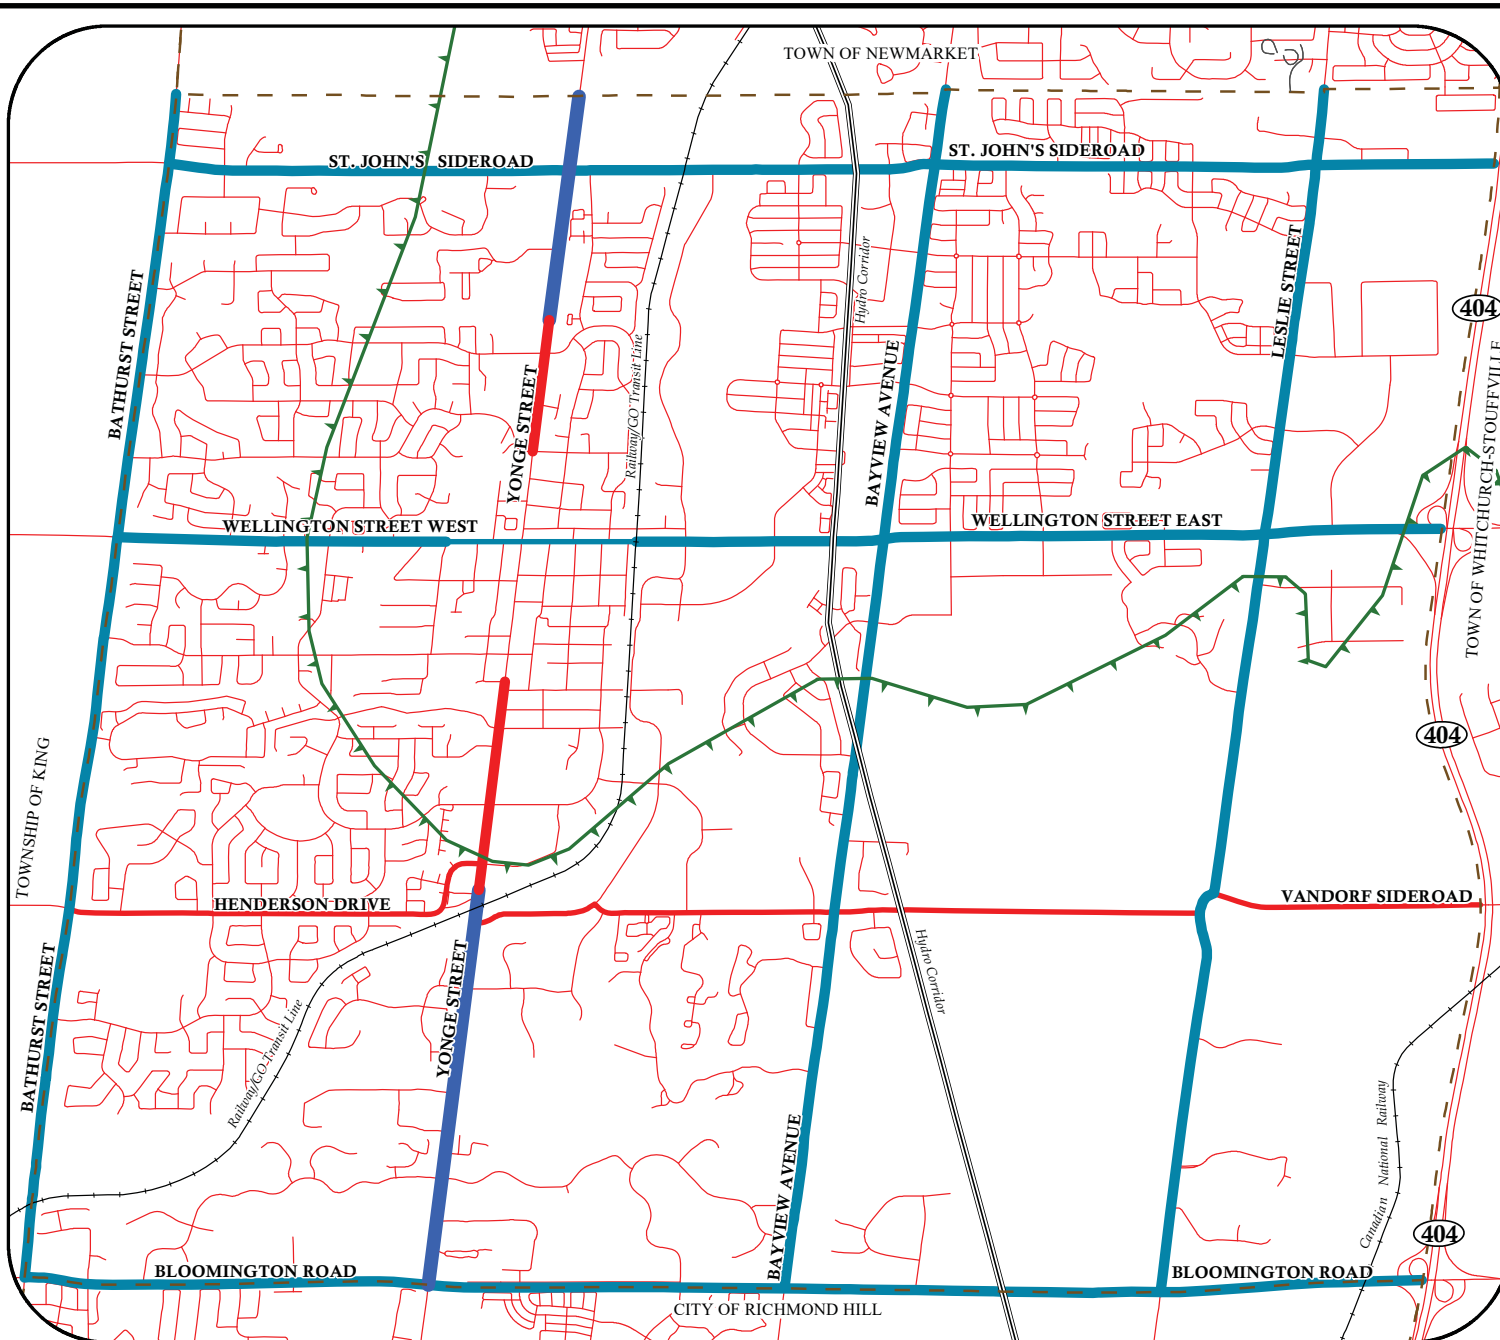 TOWN OF NEWMARKET
ST. JOHN'S SIDEROAD
ST. JOHN'S SIDEROAD
BATHURST STREET
YONGE STREET
Railway/GO Transit Line
Hydro Corridor
BAYVIEW AVENUE
LESLIE STREET
404
TOWN OF WHITCHURCH-STOUFFVILLE
WELLINGTON STREET WEST
WELLINGTON STREET EAST
404
TOWNSHIP OF KING
HENDERSON DRIVE
VANDORF SIDEROAD
BATHURST STREET
YONGE STREET
Hydro Corridor
Railway/GO Transit Line
BAYVIEW AVENUE
Canadian National Railway
404
BLOOMINGTON ROAD
BLOOMINGTON ROAD
CITY OF RICHMOND HILL